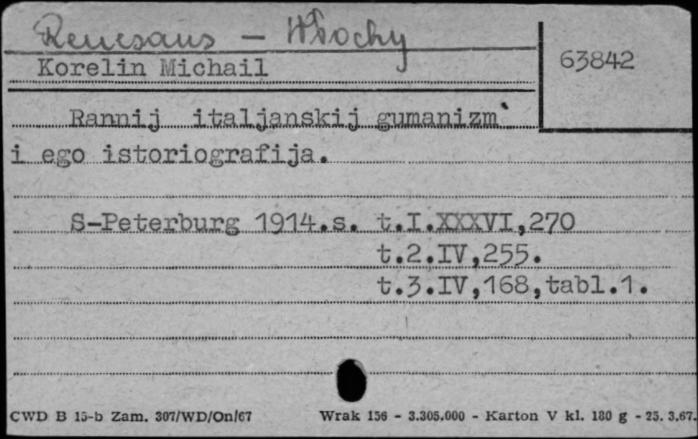 Renesans - Włochy
Korelin Michail
63842
Rannij italjanskij gumanizm`
i ego istoriografija.
S-Peterburg 1914.s. t.I.XXXVI,270
t.2.IV,255.
t.3.IV,168,tabl.1.
CWD B 15-b Zam. 307/WD/On/67 Wrak 156 - 3.305.000 - Karton V kl. 180 g - 25. 3.67.